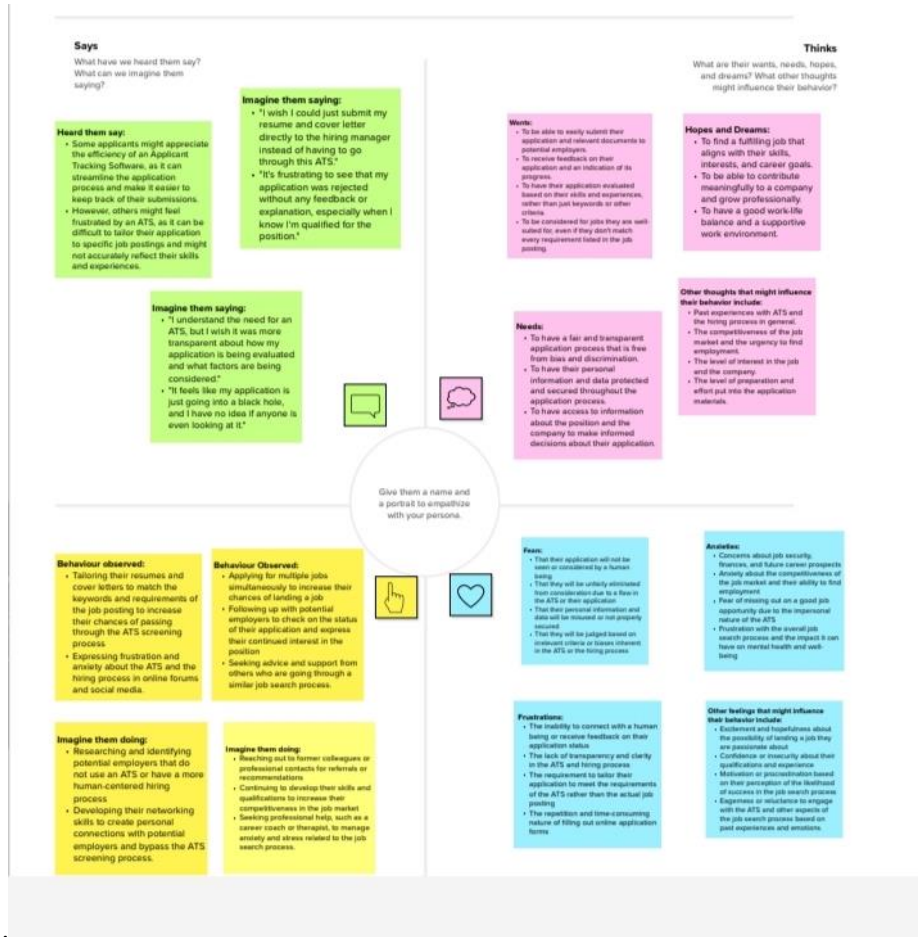 Says
What have we heard them say?
What can we imagine them
saying?
Heard them say:
• Some applicants might appreciate
the efficiency of an Applicant
Tracking Software, as it can
streamline the application
process and make it easier to
keep track of their submissions.
• However, others might feel
frustrated by an ATS, as it can be
difficult to tailor their application
to specific job postings and might
not accurately reflect their skills
and experiences.
Imagine them saying:
• "I wish I could just submit my
resume and cover letter
directly to the hiring manager
instead of having to go
through this ATS."
• "It's frustrating to see that my
application was rejected
without any feedback or
explanation, especially when I
know I'm qualified for the
position."
Imagine them saying:
• "I understand the need for an
ATS, but I wish it was more
transparent about how my
application is being evaluated
and what factors are being
considered."
• "It feels like my application is
just going into a black hole,
and I have no idea if anyone is
even looking at it."
Thinks
What are their wants, needs, hopes,
and dreams? What other thoughts
might influence their behavior?
Wants:
• To be able to easily submit their
application and relevant documents to
potential employers.
• To receive feedback on their
application and an indication of its
progress.
• To have their application evaluated
based on their skills and experiences,
rather than just keywords or other
criteria.
• To be considered for jobs they are well-
suited for, even if they don't match
every requirement listed in the job
posting.
Hopes and Dreams:
• To find a fulfilling job that
aligns with their skills,
interests, and career goals.
• To be able to contribute
meaningfully to a company
and grow professionally.
• To have a good work-life
balance and a supportive
work environment.
Needs:
• To have a fair and transparent
application process that is free
from bias and discrimination.
• To have their personal
information and data protected
and secured throughout the
application process.
• To have access to information
about the position and the
company to make informed
decisions about their application.
Other thoughts that might influence
their behavior include:
• Past experiences with ATS and
the hiring process in general.
• The competitiveness of the job
market and the urgency to find
employment.
• The level of interest in the job
and the company.
• The level of preparation and
effort put into the application
materials.
Give them a name and
a portrait to empathize
with your persona.
Behaviour observed:
• Tailoring their resumes and
cover letters to match the
keywords and requirements of
the job posting to increase
their chances of passing
through the ATS screening
process
• Expressing frustration and
anxiety about the ATS and the
hiring process in online forums
and social media.
Behaviour Observed:
• Applying for multiple jobs
simultaneously to increase their
chances of landing a job
• Following up with potential
employers to check on the status
of their application and express
their continued interest in the
position
• Seeking advice and support from
others who are going through a
similar job search process.
Imagine them doing:
• Researching and identifying
potential employers that do
not use an ATS or have a more
human-centered hiring
process
• Developing their networking
skills to create personal
connections with potential
employers and bypass the ATS
screening process.
Imagine them doing:
• Reaching out to former colleagues or
professional contacts for referrals or
recommendations
• Continuing to develop their skills and
qualifications to increase their
competitiveness in the job market
• Seeking professional help, such as a
career coach or therapist, to manage
anxiety and stress related to the job
search process.
Fears:
• That their application will not be
seen or considered by a human
being
• That they will be unfairly eliminated
from consideration due to a flaw in
the ATS or their application
• That their personal information and
data will be misused or not properly
secured
• That they will be judged based on
irrelevant criteria or biases inherent
in the ATS or the hiring process
Anxieties:
• Concerns about job security,
finances, and future career prospects
• Anxiety about the competitiveness of
the job market and their ability to find
employment
• Fear of missing out on a good job
opportunity due to the impersonal
nature of the ATS
• Frustration with the overall job
search process and the impact it can
have on mental health and well-
being
Frustrations:
• The inability to connect with a human
being or receive feedback on their
application status
• The lack of transparency and clarity
in the ATS and hiring process
• The requirement to tailor their
application to meet the requirements
of the ATS rather than the actual job
posting
• The repetition and time-consuming
nature of filling out online application
forms
Other feelings that might influence
their behavior include:
• Excitement and hopefulness about
the possibility of landing a job they
are passionate about
• Confidence or insecurity about their
qualifications and experience
• Motivation or procrastination based
on their perception of the likelihood
of success in the job search process
• Eagerness or reluctance to engage
with the ATS and other aspects of
the job search process based on
past experiences and emotions